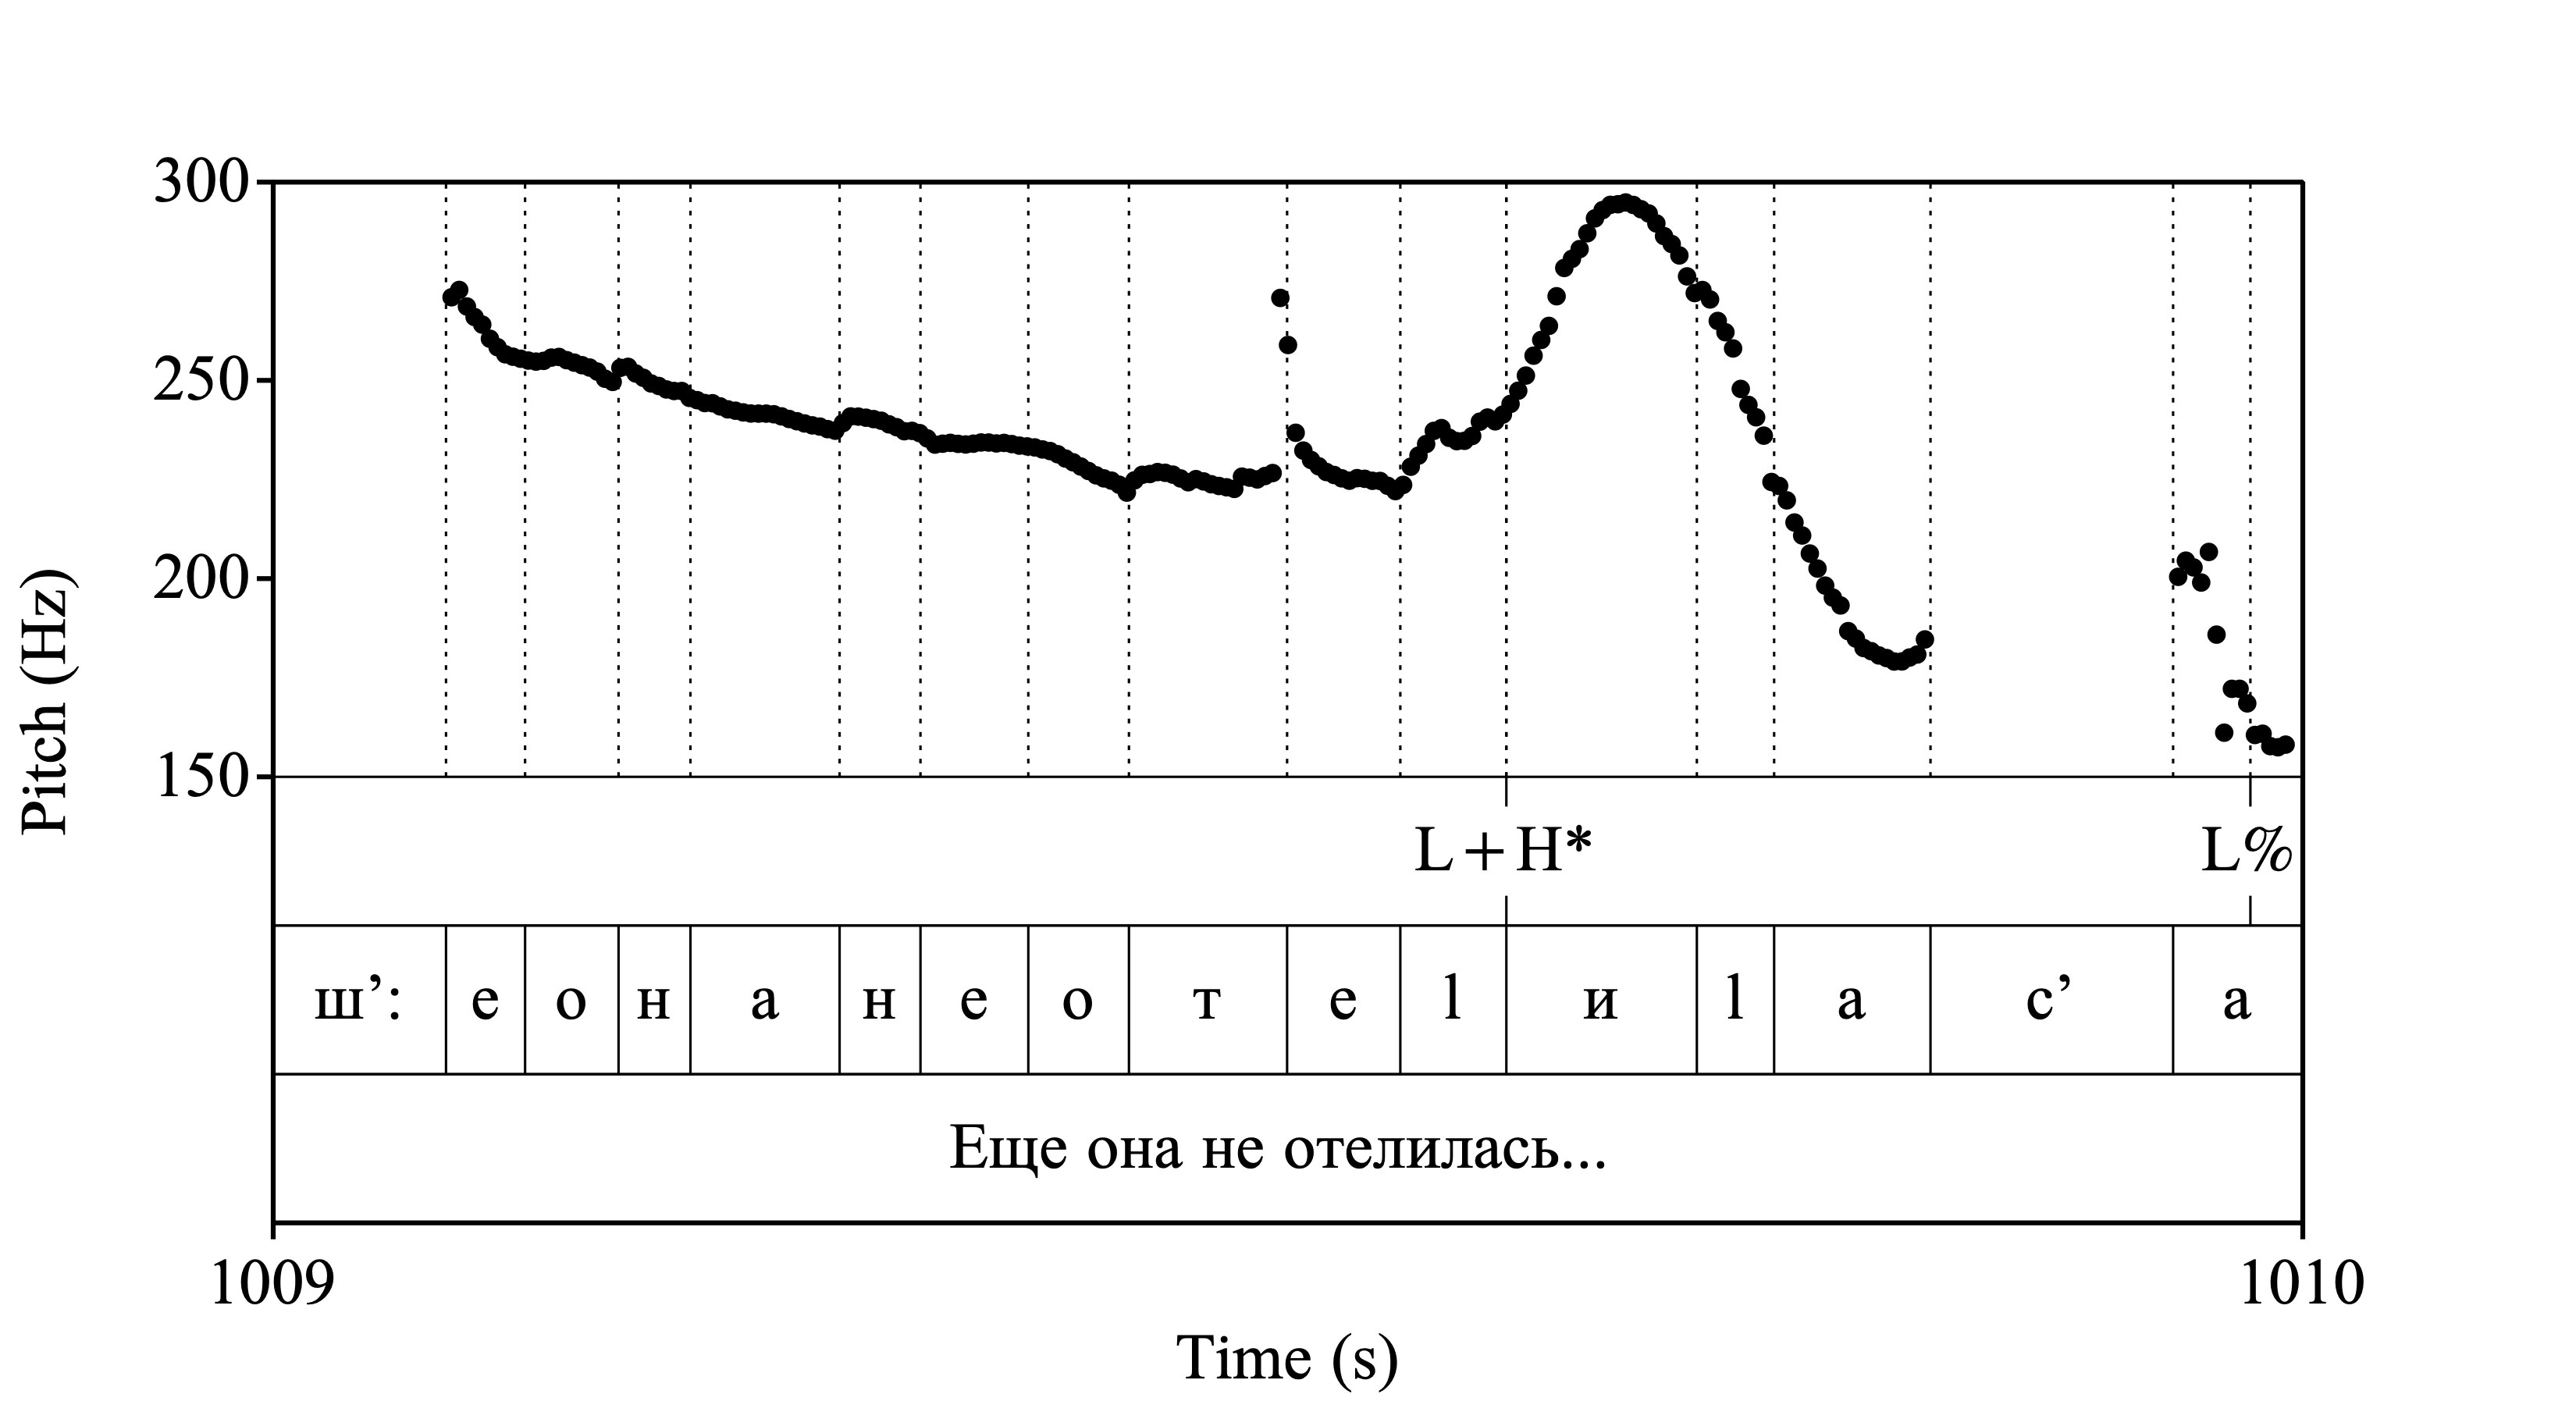 300
250
200
150
Pitch (Hz)
L+H* L%
ш’: е о н а н е о т е l и l а с’ а
Еще она не отелилась...
1009 1010
Time (s)